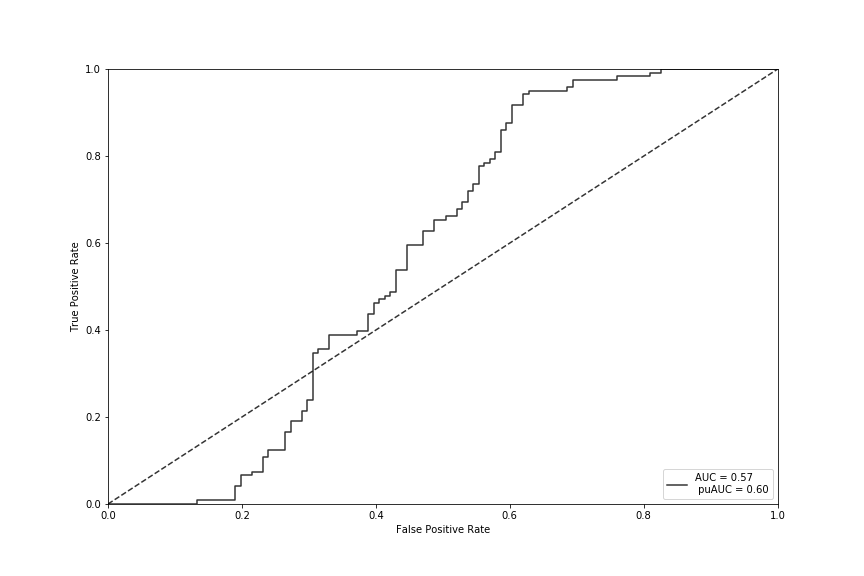 1.0
0.8
0.6
0.4
0.2
0.0
True Positive Rate
AUC = 0.57
puAUC = 0.60
0.0 0.2 0.4 0.6 0.8 1.0
False Positive Rate